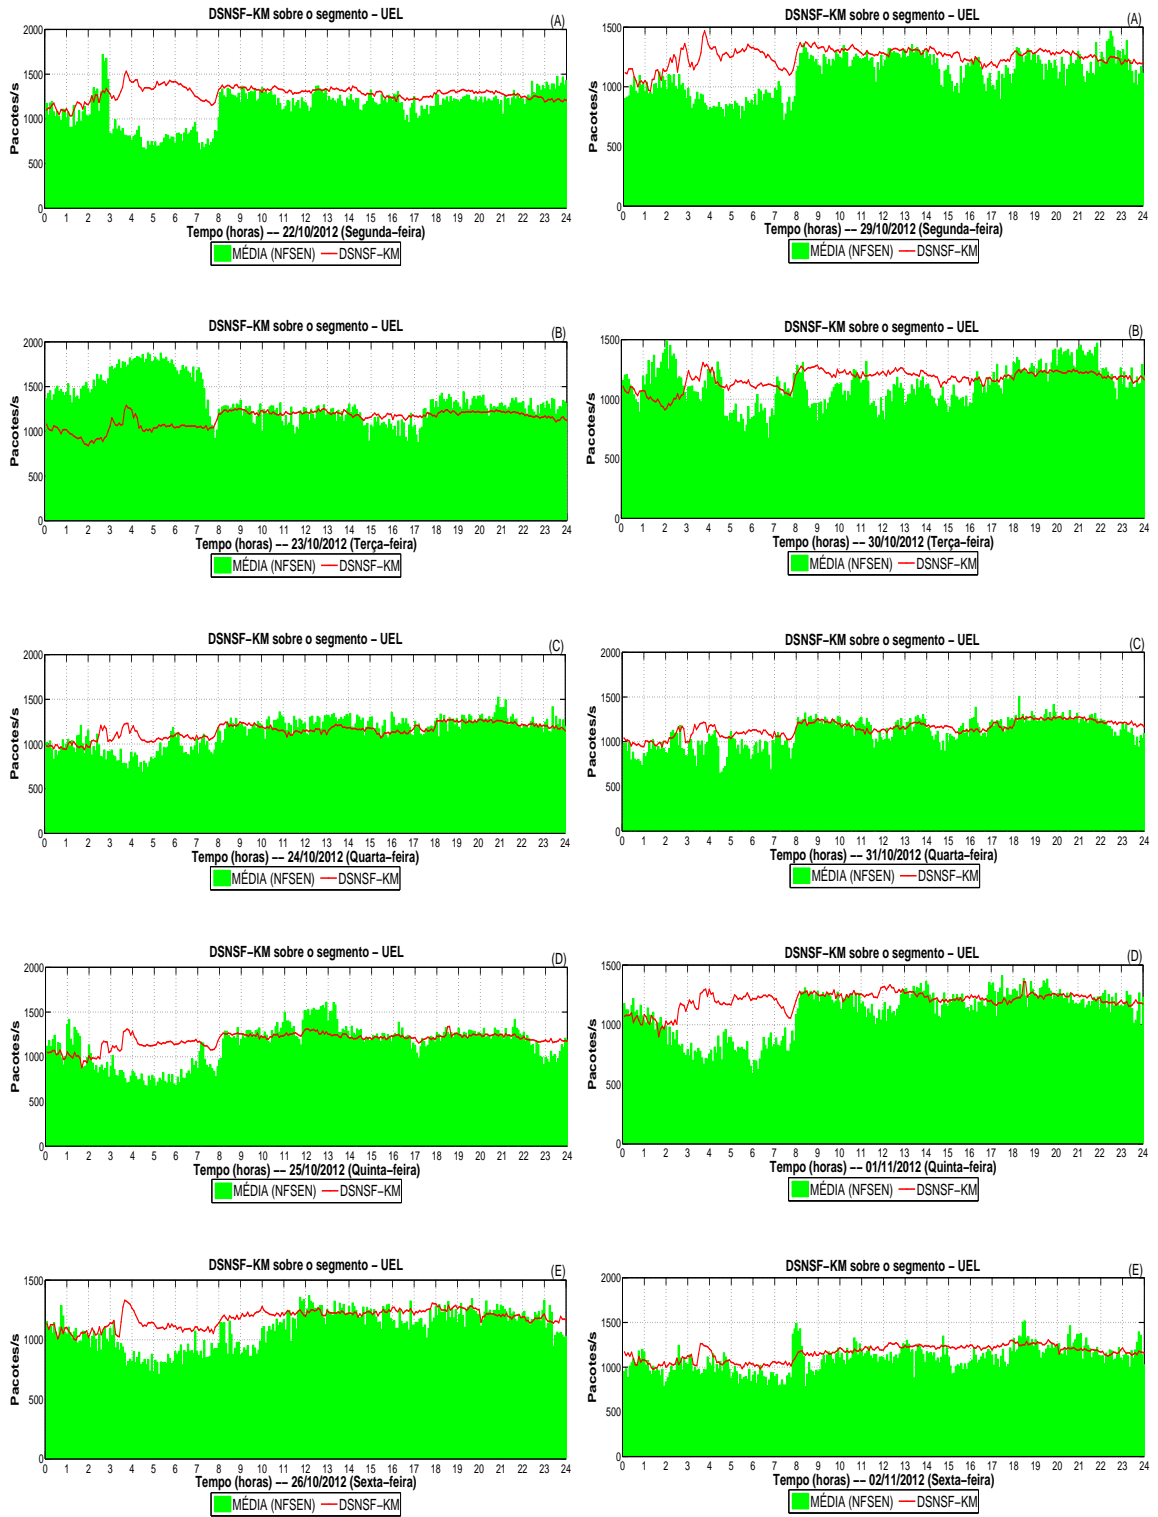 DSNSF−KM sobre o segmento − UEL
(A)
Pacotes/s
2000
1500
1000
500
0
0 1 2 3 4 5 6 7 8 9 10 11 12 13 14 15 16 17 18 19 20 21 22 23 24
Tempo (horas) −− 22/10/2012 (Segunda−feira)
MÉDIA (NFSEN) DSNSF−KM
DSNSF−KM sobre o segmento − UEL
(A)
Pacotes/s
1500
1000
500
0
0 1 2 3 4 5 6 7 8 9 10 11 12 13 14 15 16 17 18 19 20 21 22 23 24
Tempo (horas) −− 29/10/2012 (Segunda−feira)
MÉDIA (NFSEN) DSNSF−KM
DSNSF−KM sobre o segmento − UEL
(B)
Pacotes/s
2000
1500
1000
500
0
0 1 2 3 4 5 6 7 8 9 10 11 12 13 14 15 16 17 18 19 20 21 22 23 24
Tempo (horas) −− 23/10/2012 (Terça−feira)
MÉDIA (NFSEN) DSNSF−KM
DSNSF−KM sobre o segmento − UEL
(B)
Pacotes/s
1500
1000
500
0
0 1 2 3 4 5 6 7 8 9 10 11 12 13 14 15 16 17 18 19 20 21 22 23 24
Tempo (horas) −− 30/10/2012 (Terça−feira)
MÉDIA (NFSEN) DSNSF−KM
DSNSF−KM sobre o segmento − UEL
(C)
Pacotes/s
2000
1500
1000
500
0
0 1 2 3 4 5 6 7 8 9 10 11 12 13 14 15 16 17 18 19 20 21 22 23 24
Tempo (horas) −− 24/10/2012 (Quarta−feira)
MÉDIA (NFSEN) DSNSF−KM
DSNSF−KM sobre o segmento − UEL
(C)
Pacotes/s
2000
1500
1000
500
0
0 1 2 3 4 5 6 7 8 9 10 11 12 13 14 15 16 17 18 19 20 21 22 23 24
Tempo (horas) −− 31/10/2012 (Quarta−feira)
MÉDIA (NFSEN) DSNSF−KM
DSNSF−KM sobre o segmento − UEL
(D)
Pacotes/s
2000
1500
1000
500
0
0 1 2 3 4 5 6 7 8 9 10 11 12 13 14 15 16 17 18 19 20 21 22 23 24
Tempo (horas) −− 25/10/2012 (Quinta−feira)
MÉDIA (NFSEN) DSNSF−KM
DSNSF−KM sobre o segmento − UEL
(D)
Pacotes/s
1500
1000
500
0
0 1 2 3 4 5 6 7 8 9 10 11 12 13 14 15 16 17 18 19 20 21 22 23 24
Tempo (horas) −− 01/11/2012 (Quinta−feira)
MÉDIA (NFSEN) DSNSF−KM
DSNSF−KM sobre o segmento − UEL
(E)
Pacotes/s
1500
1000
500
0
0 1 2 3 4 5 6 7 8 9 10 11 12 13 14 15 16 17 18 19 20 21 22 23 24
Tempo (horas) −− 26/10/2012 (Sexta−feira)
MÉDIA (NFSEN) DSNSF−KM
DSNSF−KM sobre o segmento − UEL
(E)
Pacotes/s
2000
1500
1000
500
0
0 1 2 3 4 5 6 7 8 9 10 11 12 13 14 15 16 17 18 19 20 21 22 23 24
Tempo (horas) −− 02/11/2012 (Sexta−feira)
MÉDIA (NFSEN) DSNSF−KM